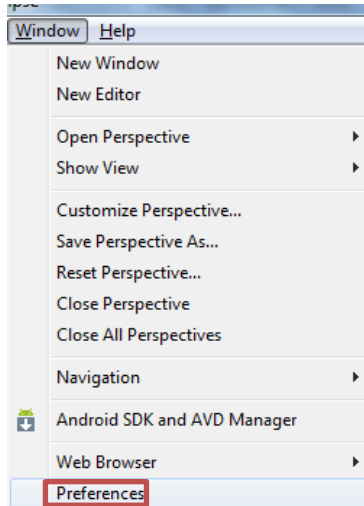 Window Help
New Window
New Editor
Open Perspective
Show View
Customize Perspective...
Save Perspective As...
Reset Perspective...
Close Perspective
Close All Perspectives
Navigation
Android SDK and AVD Manager
Web Browser
Preferences